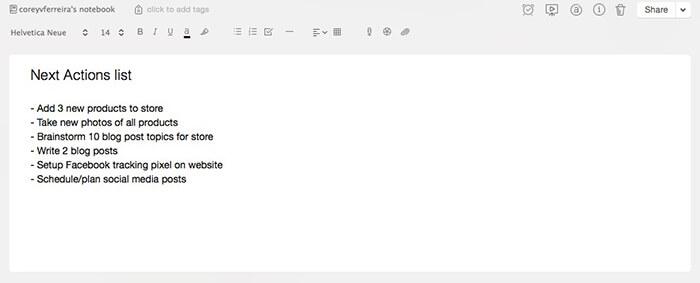 coreyvferreira's notebook click to add tags Share
Helvetica Neue 14 B I U a
Next Actions list
- Add 3 new products to store
- Take new photos of all products
- Brainstorm 10 blog post topics for store
- Write 2 blog posts
- Setup Facebook tracking pixel on website
- Schedule/plan social media posts